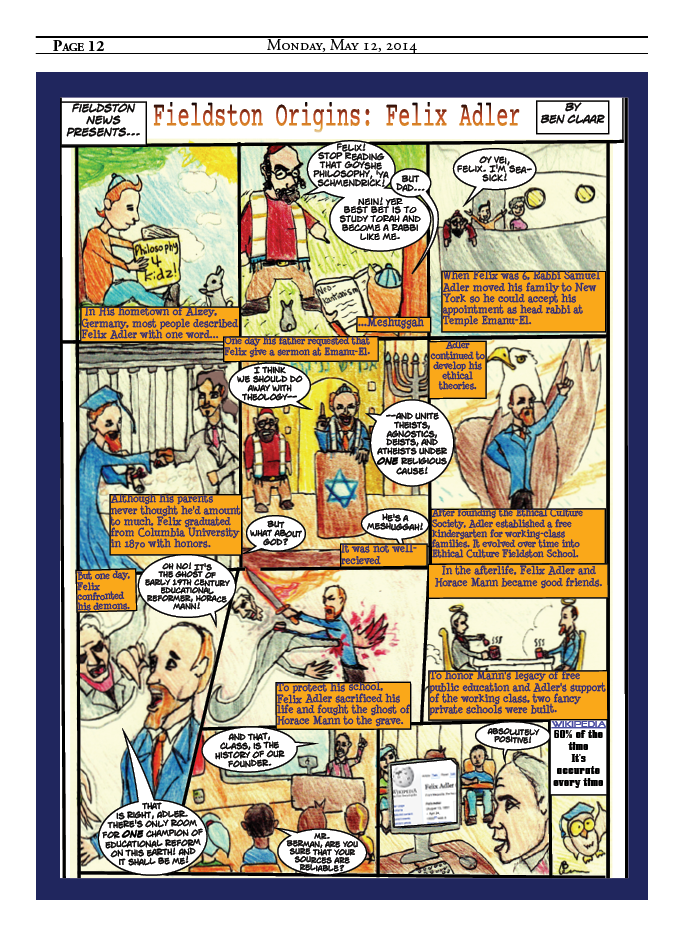 PAGE 12
MONDAY, MAY 12, 2014
FIELDSTON
NEWS
PRESENTS...
Fieldston Origins: Felix Adler
BY
BEN CLAAR
Philosophy
4
kidz!
In His hometown of Alzey,
Germany, most people described
Felix Adler with one word...
FELIX!
STOP READING
THAT GOYSHE
PHILOSOPHY, 'YA
SCHMENDRICK!
BUT
DAD...
NEIN! YER
BEST BET IS TO
STUDY TORAH AND
BECOME A RABBI
LIKE ME.
Neo-
Kantianism
...Meshuggah
OY VEI,
FELIX. I'M SEA-
SICK!
When Felix was 6, Rabbi Samuel
Adler moved his family to New
York so he could accept his
appointment as head rabbi at
Temple Emanu-El.
Although his parents
never thought he'd amount
to much, Felix graduated
from Columbia University
in 1870 with honors.
One day his father requested that
Felix give a sermon at Emanu-El.
I THINK
WE SHOULD DO
AWAY WITH
THEOLOGY--
--AND UNITE
THEISTS,
AGNOSTICS,
DEISTS, AND
ATHEISTS UNDER
ONE RELIGIOUS
CAUSE!
BUT
WHAT ABOUT
GOD?
HE'S A
MESHUGGAH!
It was not well-
recieved
Adler
continued to
develop his
ethical
theories.
After founding the Ethical Culture
Society, Adler established a free
kindergarten for working-class
families. It evolved over time into
Ethical Culture Fieldston School.
But one day,
Felix
confronted
his demons.
OH NO! IT'S
THE GHOST OF
EARLY 19TH CENTURY
EDUCATIONAL
REFORMER, HORACE
MANN!
THAT
IS RIGHT, ADLER.
THERE'S ONLY ROOM
FOR ONE CHAMPION OF
EDUCATIONAL REFORM
ON THIS EARTH! AND
IT SHALL BE ME!
To protect his school,
Felix Adler sacrificed his
life and fought the ghost of
Horace Mann to the grave.
In the afterlife, Felix Adler and
Horace Mann became good friends.
To honor Mann's legacy of free
public education and Adler's support
of the working class, two fancy
private schools were built.
AND THAT,
CLASS, IS THE
HISTORY OF OUR
FOUNDER.
MR.
BERMAN, ARE YOU
SURE THAT YOUR
SOURCES ARE
RELIABLE?
ABSOLUTELY
POSITIVE!
WIKIPEDIA
Felix Adler
WIKIPEDIA
60% of the
time
It's
accurate
every time